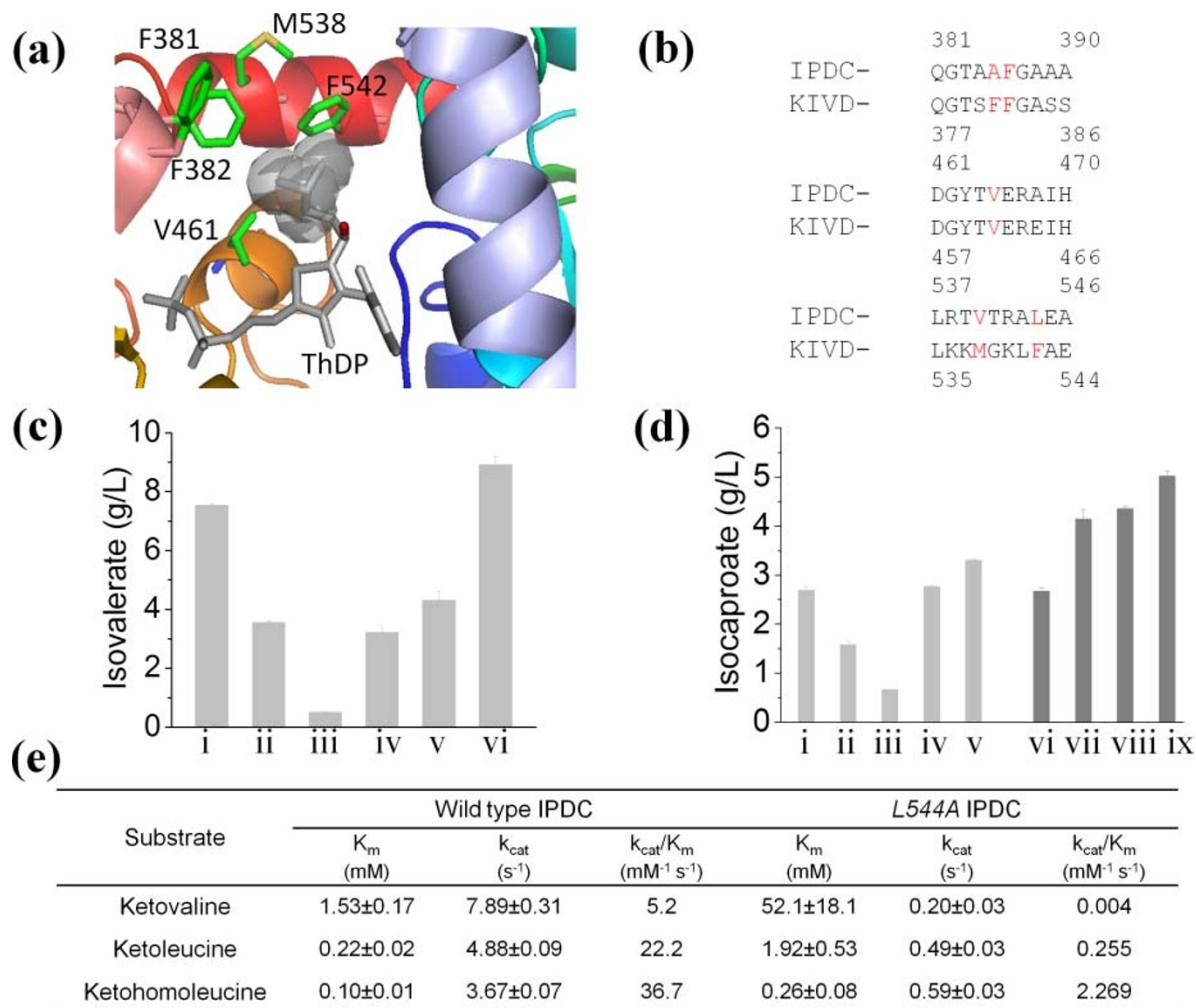 (a)
M538
F381
F542
F382
V461
ThDP
(b)
381 390
IPDC- QGTAAFGAAA
KIVD- QGTSFFGASS
377 386
461 470
IPDC- DGYTVERAIH
KIVD- DGYTVEREIH
457 466
537 546
IPDC- LRTVTRALEA
KIVD- LKKMGKLFAE
535 544
(c)
Isovalerate (g/L)
10
8
6
4
2
0
i ii iii iv v vi
(d)
Isocaproate (g/L)
6
5
4
3
2
1
0
i ii iii iv v vi vii viii ix
(e)
Substrate
Wild type IPDC L544A IPDC
Km kcat kcat/Km Km kcat kcat/Km
(mM) (s-1) (mM-1 s-1) (mM) (s-1) (mM-1 s-1)
Ketovaline 1.53±0.17 7.89±0.31 5.2 52.1±18.1 0.20±0.03 0.004
Ketoleucine 0.22±0.02 4.88±0.09 22.2 1.92±0.53 0.49±0.03 0.255
Ketohomoleucine 0.10±0.01 3.67±0.07 36.7 0.26±0.08 0.59±0.03 2.269